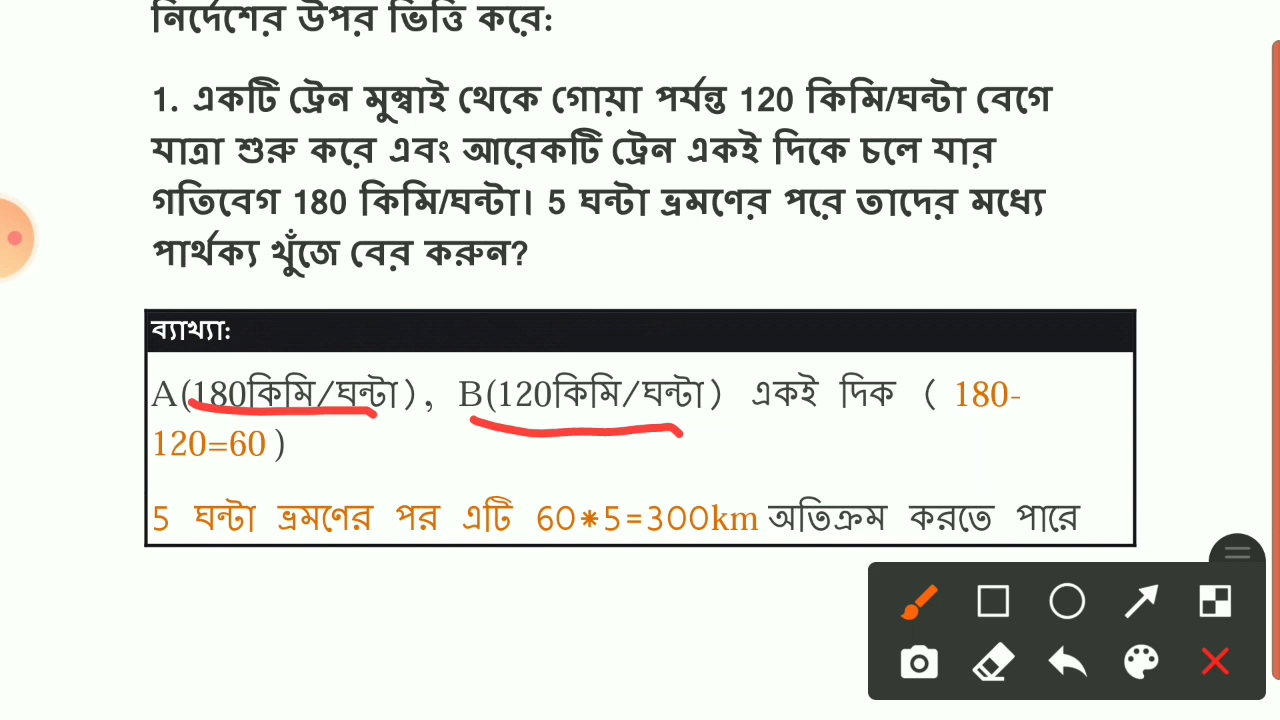 নির্দেশের উপর ভিত্তি করে:
1. একটি ট্রেন মুম্বাই থেকে গোয়া পর্যন্ত 120 কিমি/ঘন্টা বেগে
যাত্রা শুরু করে এবং আরেকটি ট্রেন একই দিকে চলে যার
গতিবেগ 180 কিমি/ঘন্টা। 5 ঘন্টা ভ্রমণের পরে তাদের মধ্যে
পার্থক্য খুঁজে বের করুন?
ব্যাখ্যা:
A(180কিমি/ঘন্টা), B(120কিমি/ঘন্টা) একই দিক ( 180-
120=60 )
5 ঘন্টা ভ্রমণের পর এটি 60*5=300km অতিক্রম করতে পারে